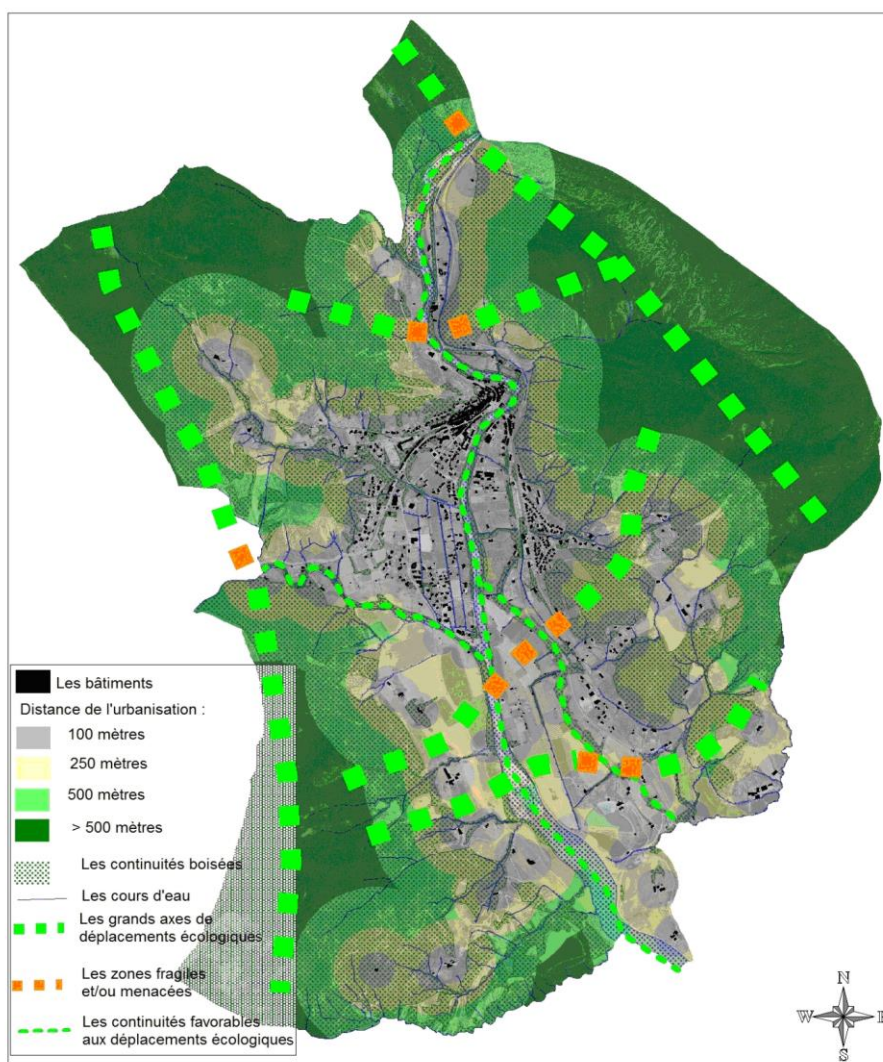 Les bâtiments
Distance de l'urbanisation :
100 mètres
250 mètres
500 mètres
> 500 mètres
Les continuités boisées
Les cours d'eau
Les grands axes de
déplacements écologiques
Les zones fragiles
et/ou menacées
Les continuités favorables
aux déplacements écologiques
N
W E
S